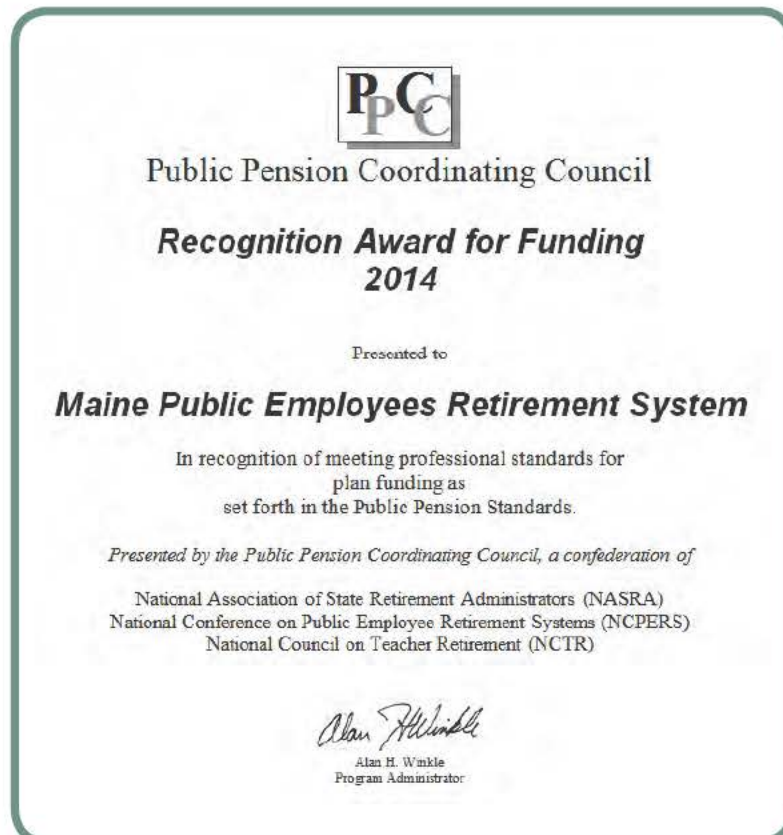 PPCC
Public Pension Coordinating Council
Recognition Award for Funding
2014
Presented to
Maine Public Employees Retirement System
In recognition of meeting professional standards for
plan funding as
set forth in the Public Pension Standards.
Presented by the Public Pension Coordinating Council, a confederation of
National Association of State Retirement Administrators (NASRA)
National Conference on Public Employee Retirement Systems (NCPERS)
National Council on Teacher Retirement (NCTR)
Alan H Winkle
Alan H. Winkle
Program Administrator